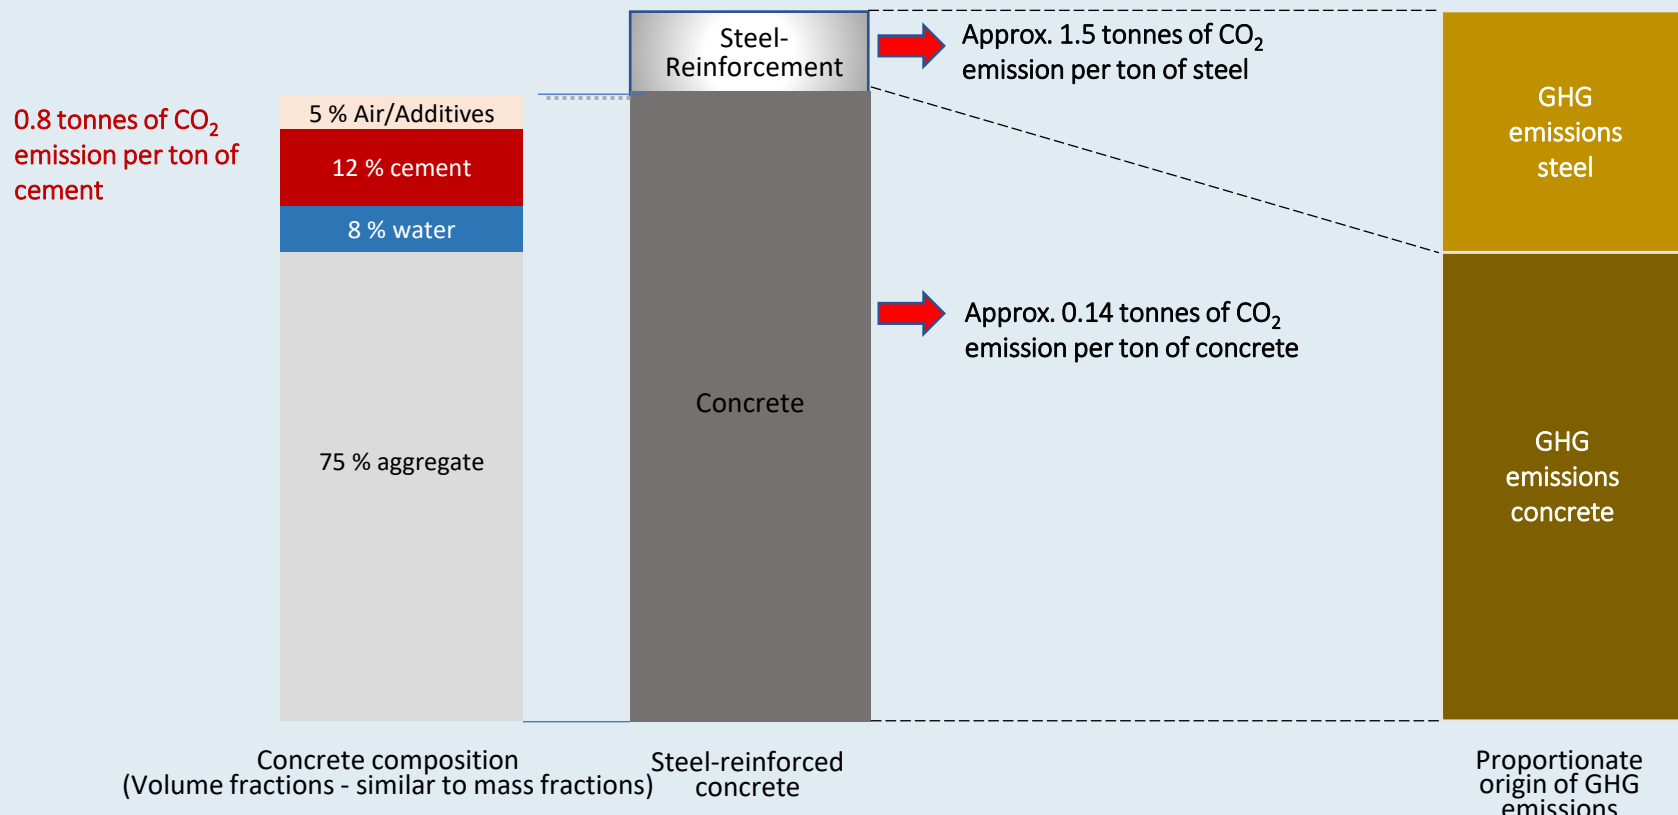 0.8 tonnes of CO₂
emission per ton of
cement
5 % Air/Additives
12 % cement
8 % water
75 % aggregate
Concrete composition
(Volume fractions - similar to mass fractions)
Steel-
Reinforcement
Concrete
Steel-reinforced
concrete
Approx. 1.5 tonnes of CO₂
emission per ton of steel
Approx. 0.14 tonnes of CO₂
emission per ton of concrete
GHG
emissions
steel
GHG
emissions
concrete
Proportionate
origin of GHG
emissions